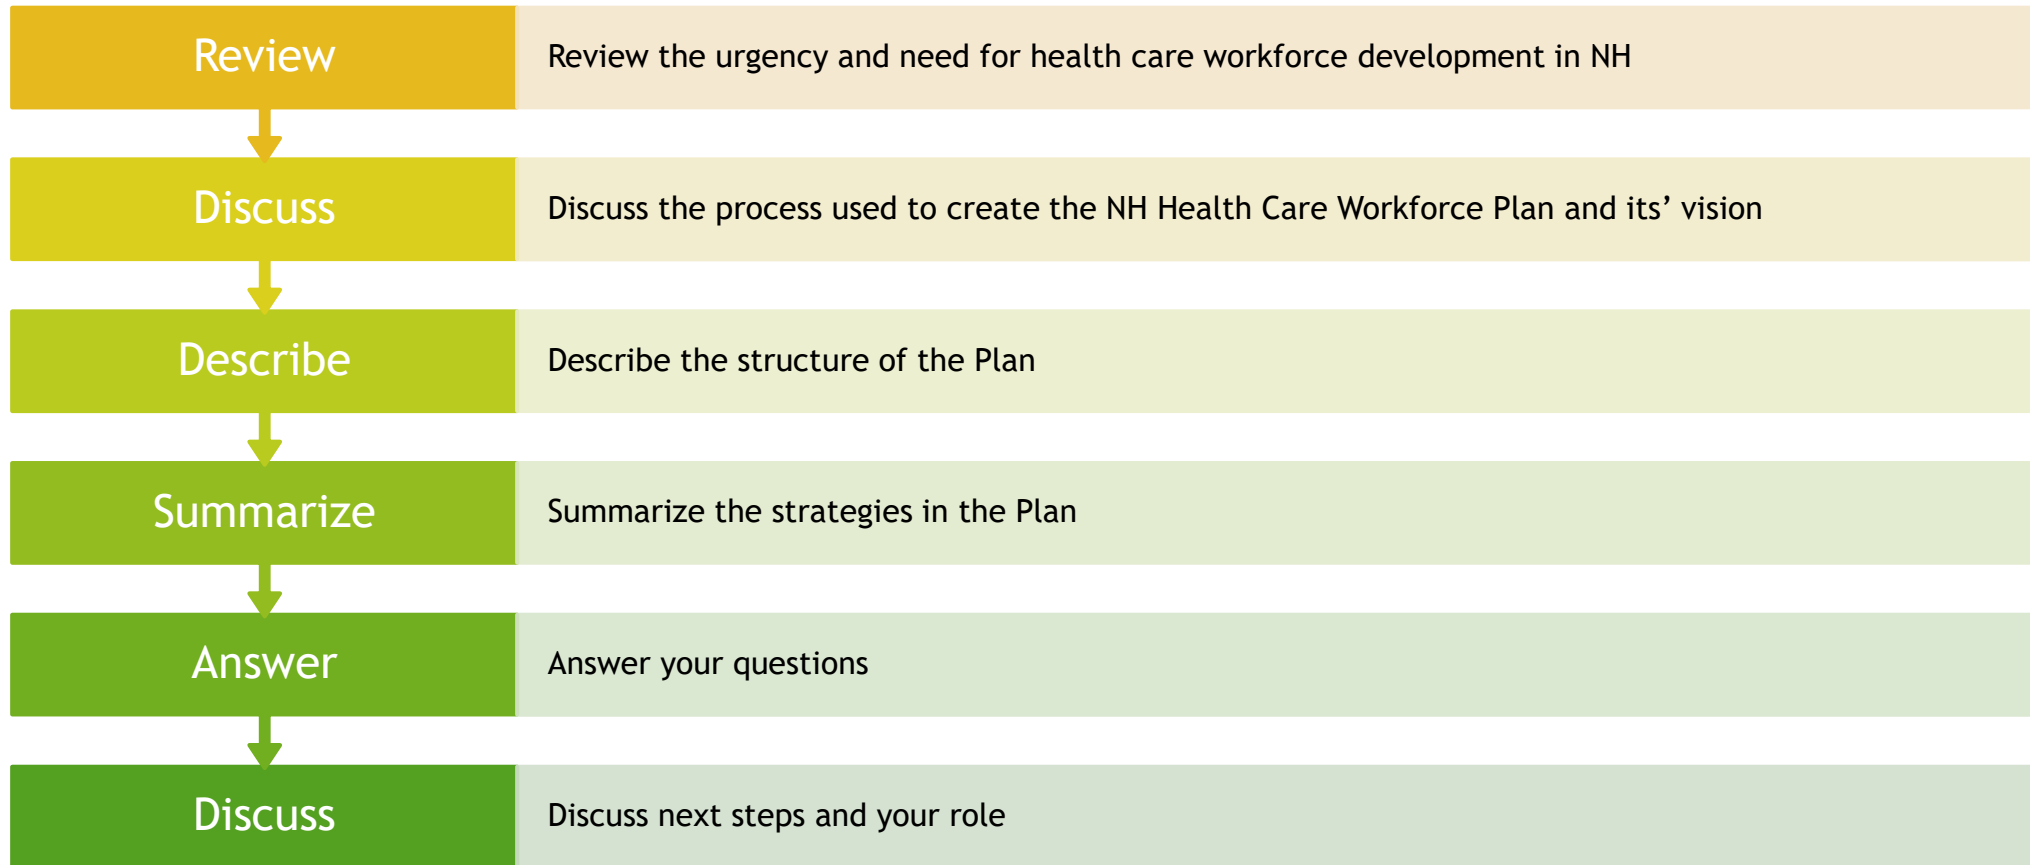 Review
Review the urgency and need for health care workforce development in NH
Discuss
Discuss the process used to create the NH Health Care Workforce Plan and its’ vision
Describe
Describe the structure of the Plan
Summarize
Summarize the strategies in the Plan
Answer
Answer your questions
Discuss
Discuss next steps and your role